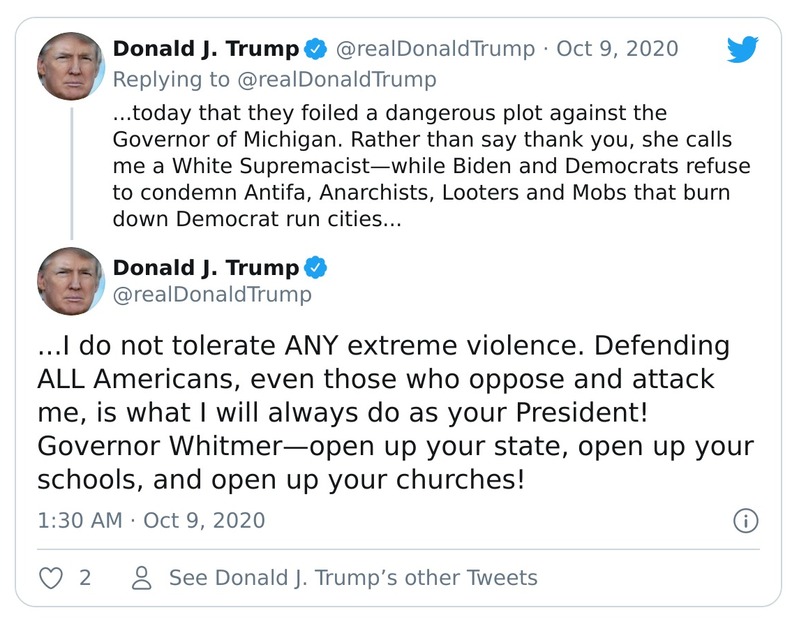 Donald J. Trump @realDonaldTrump · Oct 9, 2020
Replying to @realDonaldTrump
...today that they foiled a dangerous plot against the
Governor of Michigan. Rather than say thank you, she calls
me a White Supremacist—while Biden and Democrats refuse
to condemn Antifa, Anarchists, Looters and Mobs that burn
down Democrat run cities...
Donald J. Trump
@realDonaldTrump
...I do not tolerate ANY extreme violence. Defending
ALL Americans, even those who oppose and attack
me, is what I will always do as your President!
Governor Whitmer—open up your state, open up your
schools, and open up your churches!
1:30 AM · Oct 9, 2020
2 See Donald J. Trump’s other Tweets